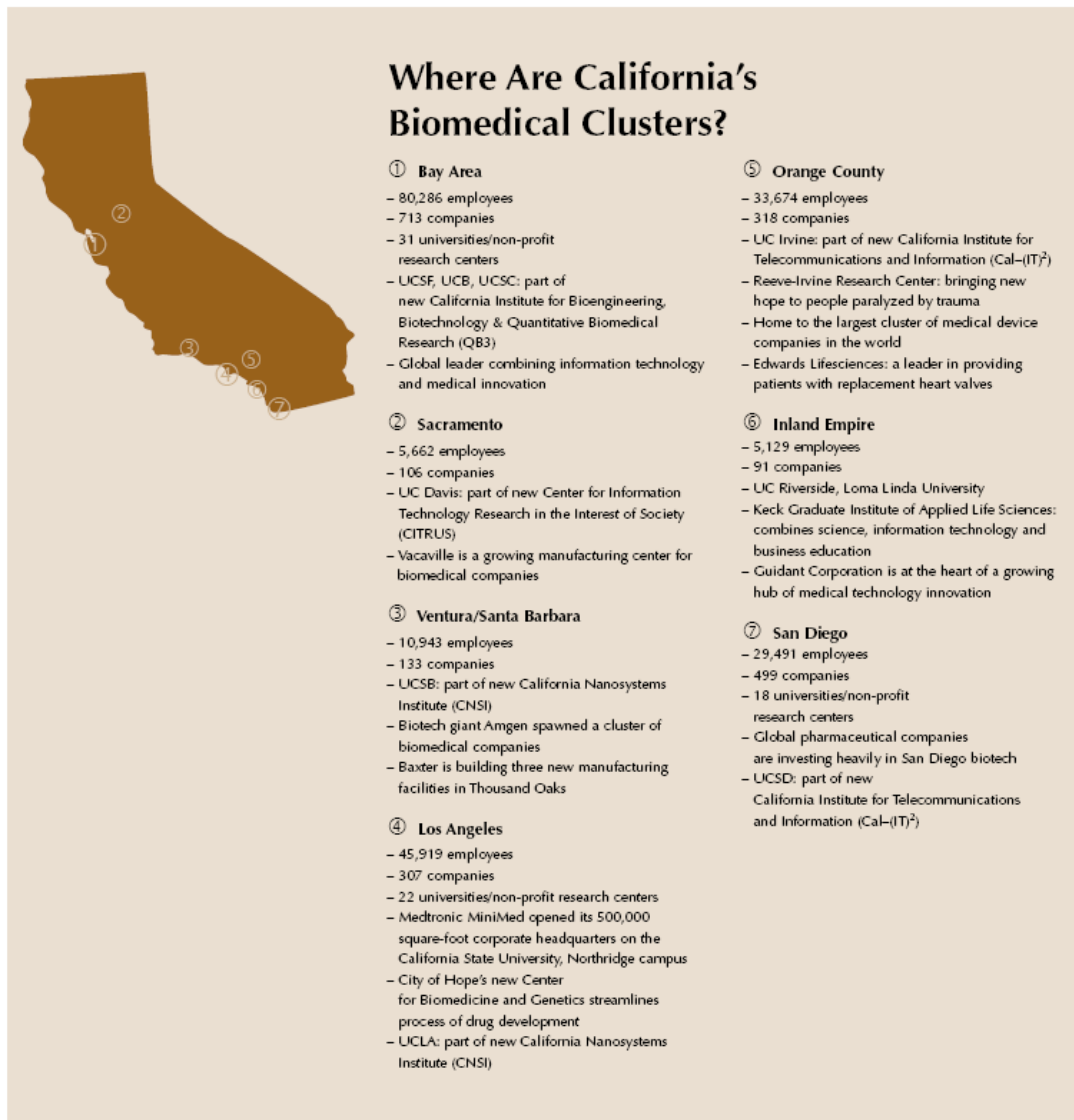 Where Are California's
Biomedical Clusters?
① Bay Area
– 80,286 employees
– 713 companies
– 31 universities/non-profit
research centers
– UCSF, UCB, UCSC: part of
new California Institute for Bioengineering,
Biotechnology & Quantitative Biomedical
Research (QB3)
– Global leader combining information technology
and medical innovation
② Sacramento
– 5,662 employees
– 106 companies
– UC Davis: part of new Center for Information
Technology Research in the Interest of Society
(CITRUS)
– Vacaville is a growing manufacturing center for
biomedical companies
③ Ventura/Santa Barbara
– 10,943 employees
– 133 companies
– UCSB: part of new California Nanosystems
Institute (CNSI)
– Biotech giant Amgen spawned a cluster of
biomedical companies
– Baxter is building three new manufacturing
facilities in Thousand Oaks
④ Los Angeles
– 45,919 employees
– 307 companies
– 22 universities/non-profit research centers
– Medtronic MiniMed opened its 500,000
square-foot corporate headquarters on the
California State University, Northridge campus
– City of Hope's new Center
for Biomedicine and Genetics streamlines
process of drug development
– UCLA: part of new California Nanosystems
Institute (CNSI)
⑤ Orange County
– 33,674 employees
– 318 companies
– UC Irvine: part of new California Institute for
Telecommunications and Information (Cal–(IT)²)
– Reeve-Irvine Research Center: bringing new
hope to people paralyzed by trauma
– Home to the largest cluster of medical device
companies in the world
– Edwards Lifesciences: a leader in providing
patients with replacement heart valves
⑥ Inland Empire
– 5,129 employees
– 91 companies
– UC Riverside, Loma Linda University
– Keck Graduate Institute of Applied Life Sciences:
combines science, information technology and
business education
– Guidant Corporation is at the heart of a growing
hub of medical technology innovation
⑦ San Diego
– 29,491 employees
– 499 companies
– 18 universities/non-profit
research centers
– Global pharmaceutical companies
are investing heavily in San Diego biotech
– UCSD: part of new
California Institute for Telecommunications
and Information (Cal–(IT)²)
②
①
③
⑤
④
⑥
⑦